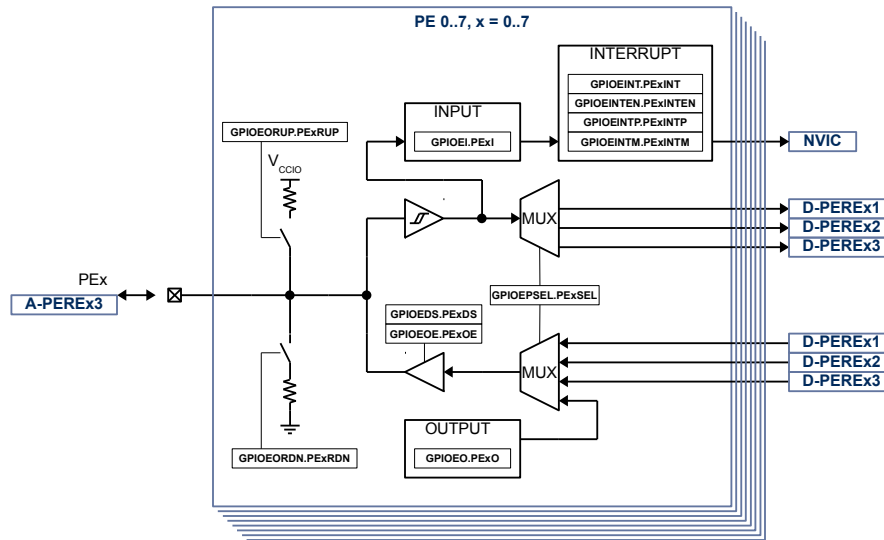 PE 0..7, x = 0..7
INTERRUPT
GPIOEINT.PExINT
GPIOEINTEN.PExINTEN
GPIOEINTP.PExINTP
GPIOEINTM.PExINTM
INPUT
GPIOEI.PExI
GPIOEORUP.PExRUP
NVIC
VCCIO
MUX
D-PEREx1
D-PEREx2
D-PEREx3
PEx
A-PEREx3
GPIOEPSEL.PExSEL
GPIOEDS.PExDS
GPIOEOE.PExOE
D-PEREx1
D-PEREx2
D-PEREx3
MUX
OUTPUT
GPIOEO.PExO
GPIOEORDN.PExRDN